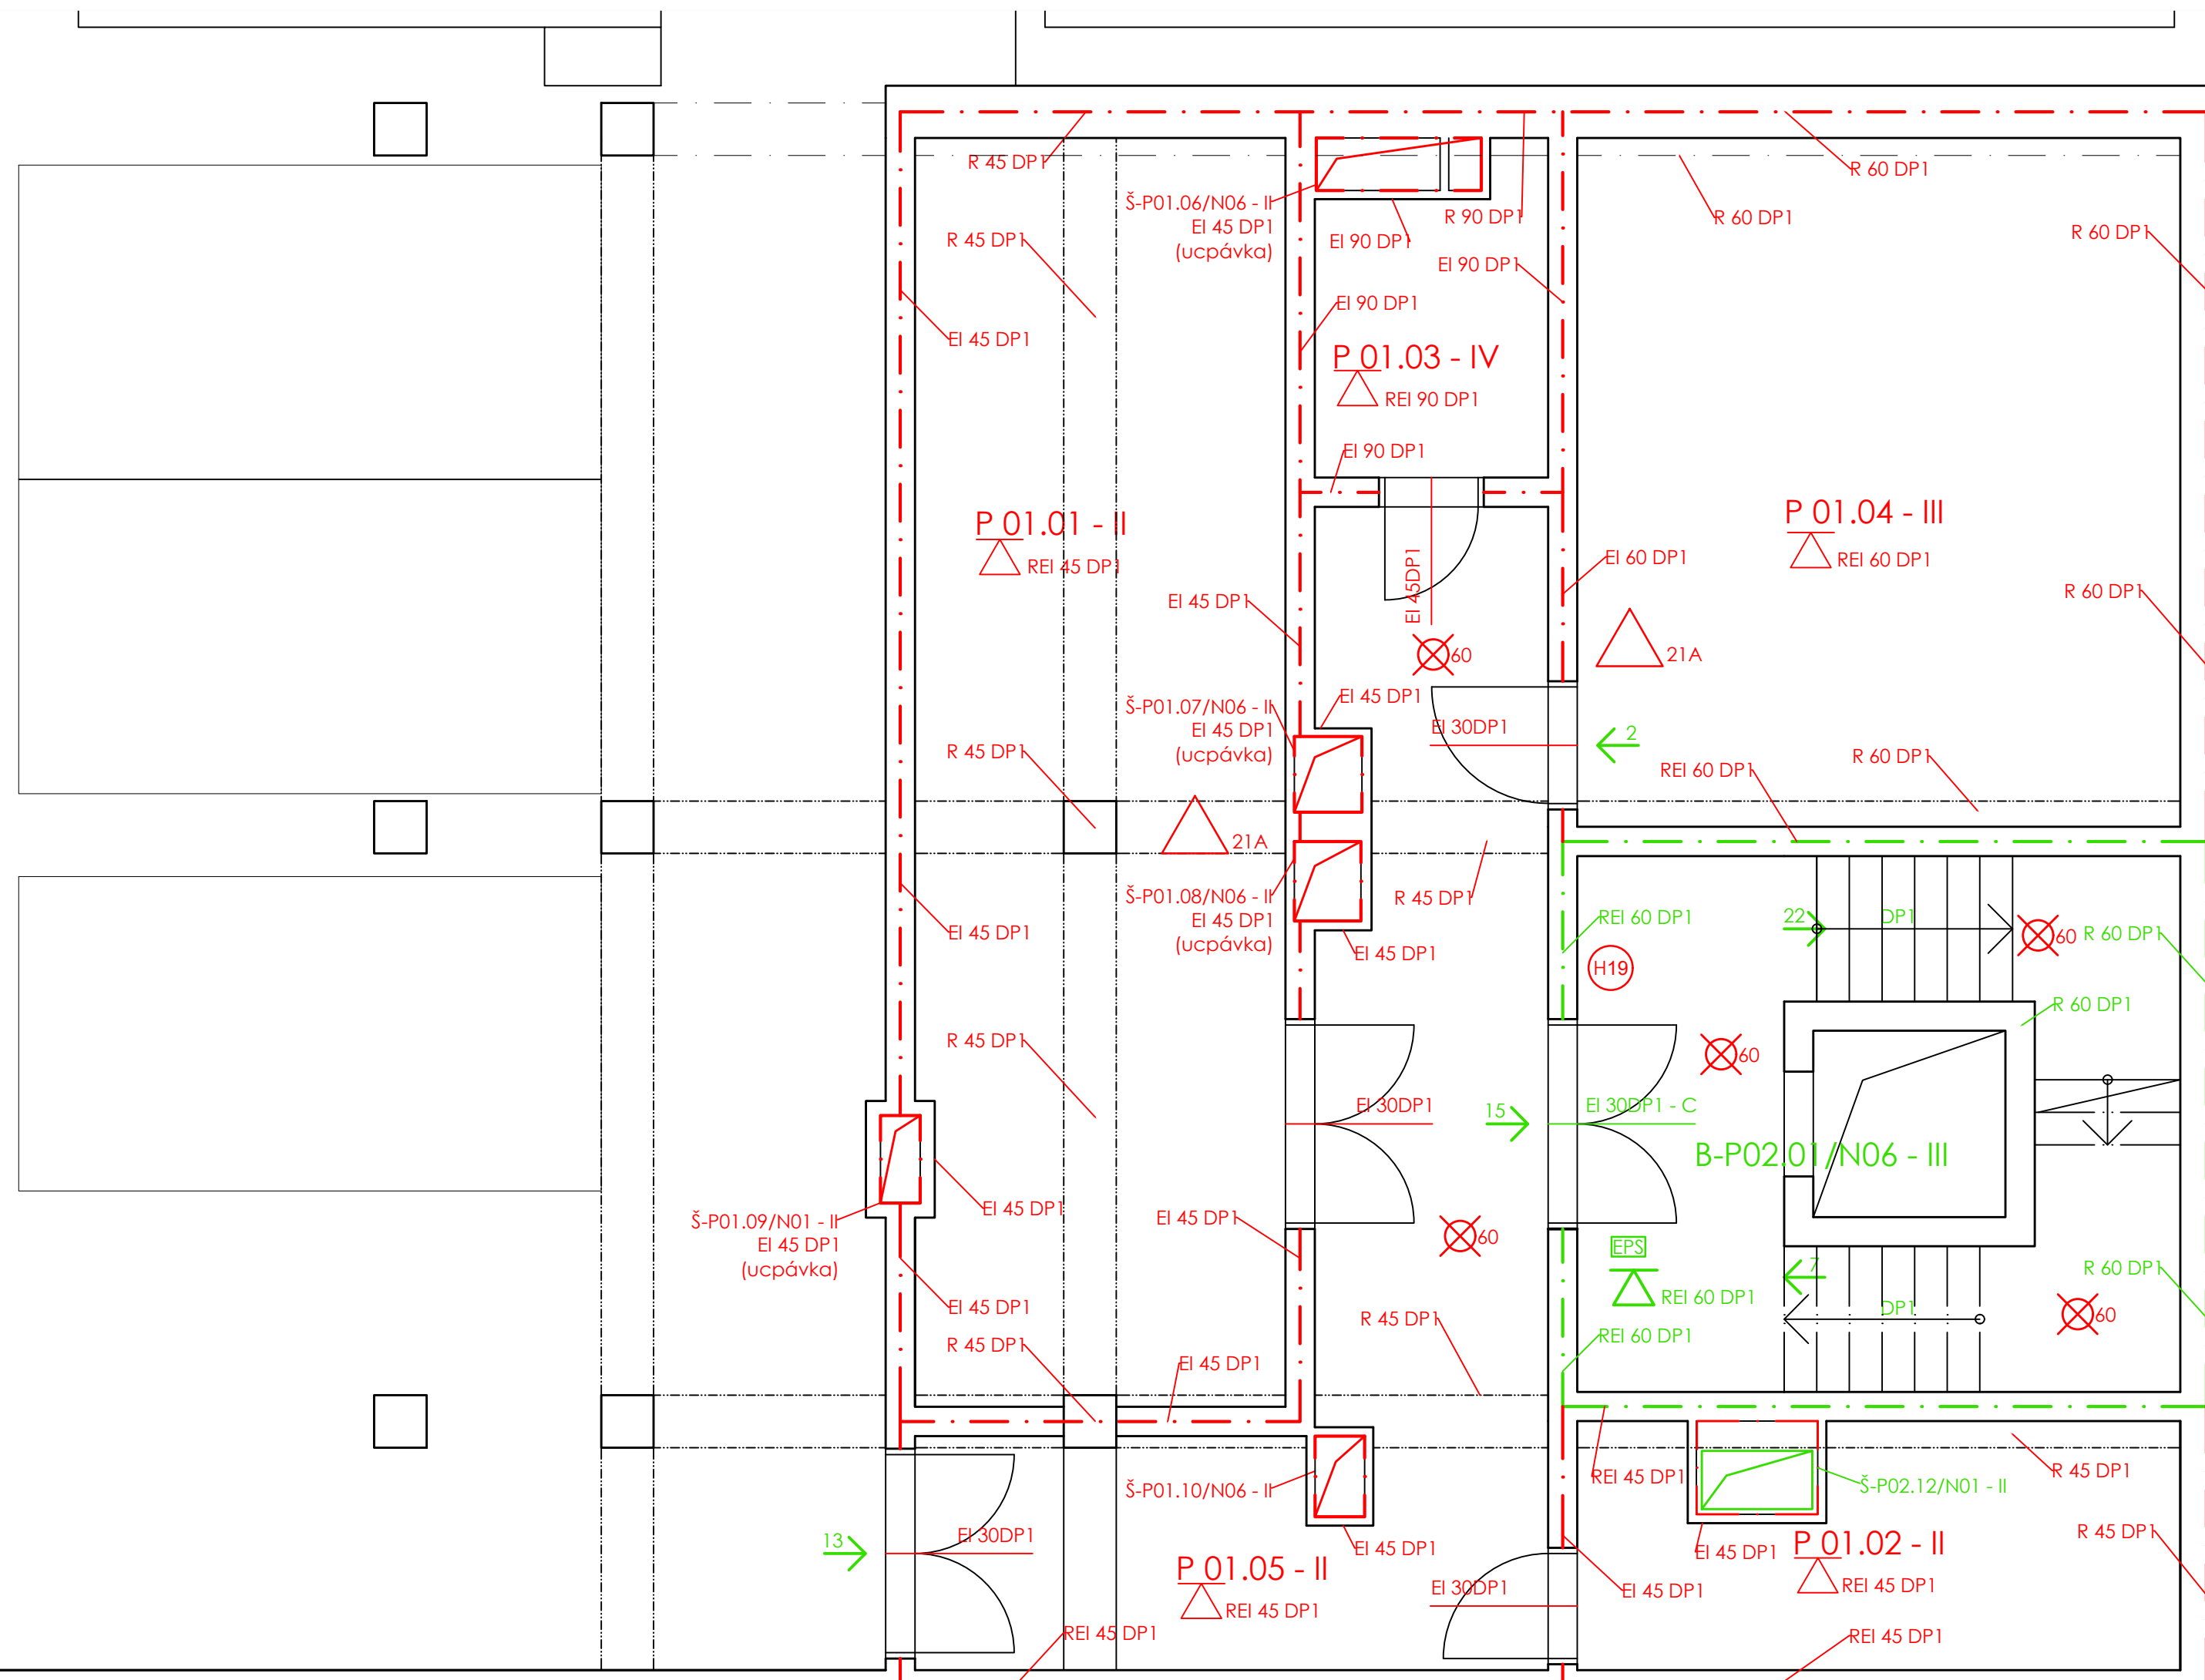 R 45 DP1
R 60 DP1
Š-P01.06/N06 - II
EI 45 DP1
(ucpávka)
R 90 DP1
R 60 DP1
R 45 DP1
EI 90 DP1
R 60 DP1
EI 90 DP1
EI 90 DP1
EI 45 DP1
P 01.03 - IV
REI 90 DP1
EI 90 DP1
P 01.01 - II
REI 45 DP1
P 01.04 - III
REI 60 DP1
EI 45DP1
EI 60 DP1
R 60 DP1
EI 45 DP1
60
21A
EI 45 DP1
Š-P01.07/N06 - II
EI 45 DP1
(ucpávka)
EI 30DP1
2
R 45 DP1
REI 60 DP1
R 60 DP1
21A
Š-P01.08/N06 - II
EI 45 DP1
(ucpávka)
R 45 DP1
REI 60 DP1
22
DP1
60
R 60 DP1
EI 45 DP1
EI 45 DP1
H19
R 60 DP1
R 45 DP1
60
EI 30DP1
15
EI 30DP1 - C
B-P02.01/N06 - III
EI 45 DP1
Š-P01.09/N01 - II
EI 45 DP1
(ucpávka)
EI 45 DP1
60
EPS
REI 60 DP1
7
R 60 DP1
EI 45 DP1
R 45 DP1
DP1
60
REI 60 DP1
R 45 DP1
EI 45 DP1
REI 45 DP1
R 45 DP1
Š-P01.10/N06 - II
Š-P02.12/N01 - II
13
EI 30DP1
EI 45 DP1
EI 45 DP1
P 01.02 - II
REI 45 DP1
R 45 DP1
P 01.05 - II
REI 45 DP1
EI 30DP1
EI 45 DP1
REI 45 DP1
REI 45 DP1